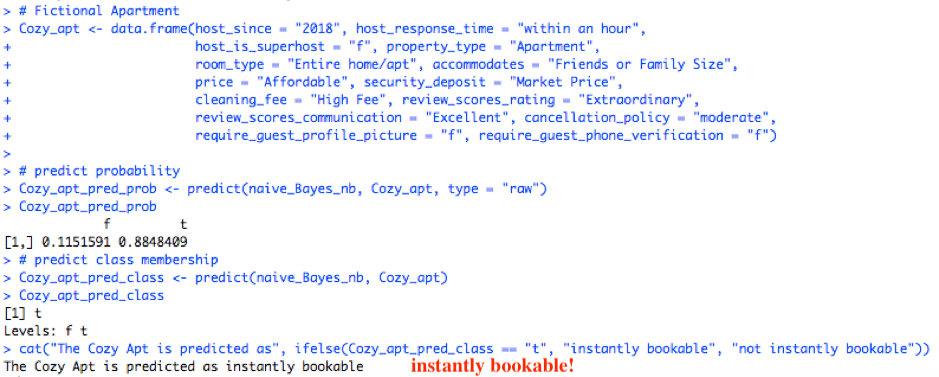 > # Fictional Apartment
> Cozy_apt <- data.frame(host_since = "2018", host_response_time = "within an hour",
+                        host_is_superhost = "f", property_type = "Apartment",
+                        room_type = "Entire home/apt", accommodates = "Friends or Family Size",
+                        price = "Affordable", security_deposit = "Market Price",
+                        cleaning_fee = "High Fee", review_scores_rating = "Extraordinary",
+                        review_scores_communication = "Excellent", cancellation_policy = "moderate",
+                        require_guest_profile_picture = "f", require_guest_phone_verification = "f")
>
> # predict probability
> Cozy_apt_pred_prob <- predict(naive_Bayes_nb, Cozy_apt, type = "raw")
> Cozy_apt_pred_prob
             f         t
[1,] 0.1151591 0.8848409
> # predict class membership
> Cozy_apt_pred_class <- predict(naive_Bayes_nb, Cozy_apt)
> Cozy_apt_pred_class
[1] t
Levels: f t
> cat("The Cozy Apt is predicted as", ifelse(Cozy_apt_pred_class == "t", "instantly bookable", "not instantly bookable"))
The Cozy Apt is predicted as instantly bookable instantly bookable!